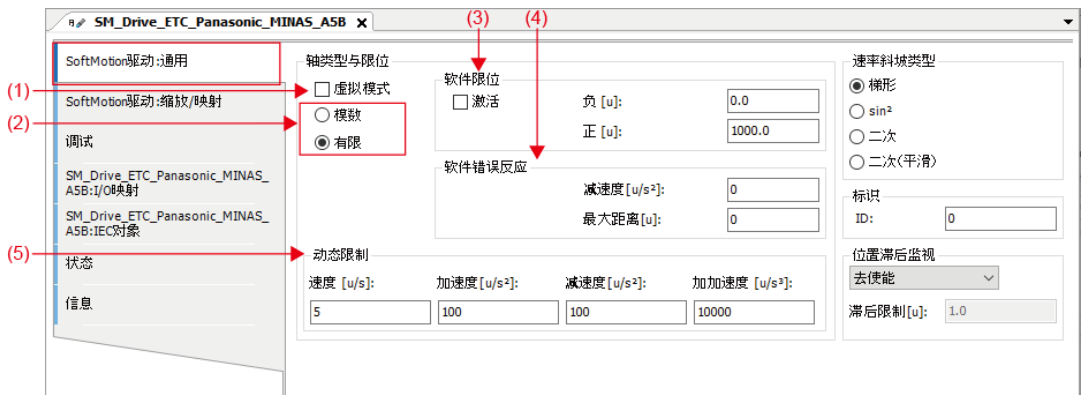 SM_Drive_ETC_Panasonic_MINAS_A5B X
(3)
(4)
SoftMotion驱动:通用
SoftMotion驱动:缩放/映射
调试
SM_Drive_ETC_Panasonic_MINAS_
A5B:I/O映射
SM_Drive_ETC_Panasonic_MINAS_
A5B:IEC对象
状态
信息
(1)
(2)
(5)
轴类型与限位
虚拟模式
模数
有限
软件限位
激活
负 [u]: 0.0
正 [u]: 1000.0
软件错误反应
减速度[u/s²]: 0
最大距离[u]: 0
动态限制
速度 [u/s]: 加速度[u/s²]: 减速度[u/s²]: 加加速度 [u/s³]:
5 100 100 10000
速率斜坡类型
梯形
sin²
二次
二次(平滑)
标识
ID: 0
位置滞后监视
去使能
滞后限制[u]: 1.0